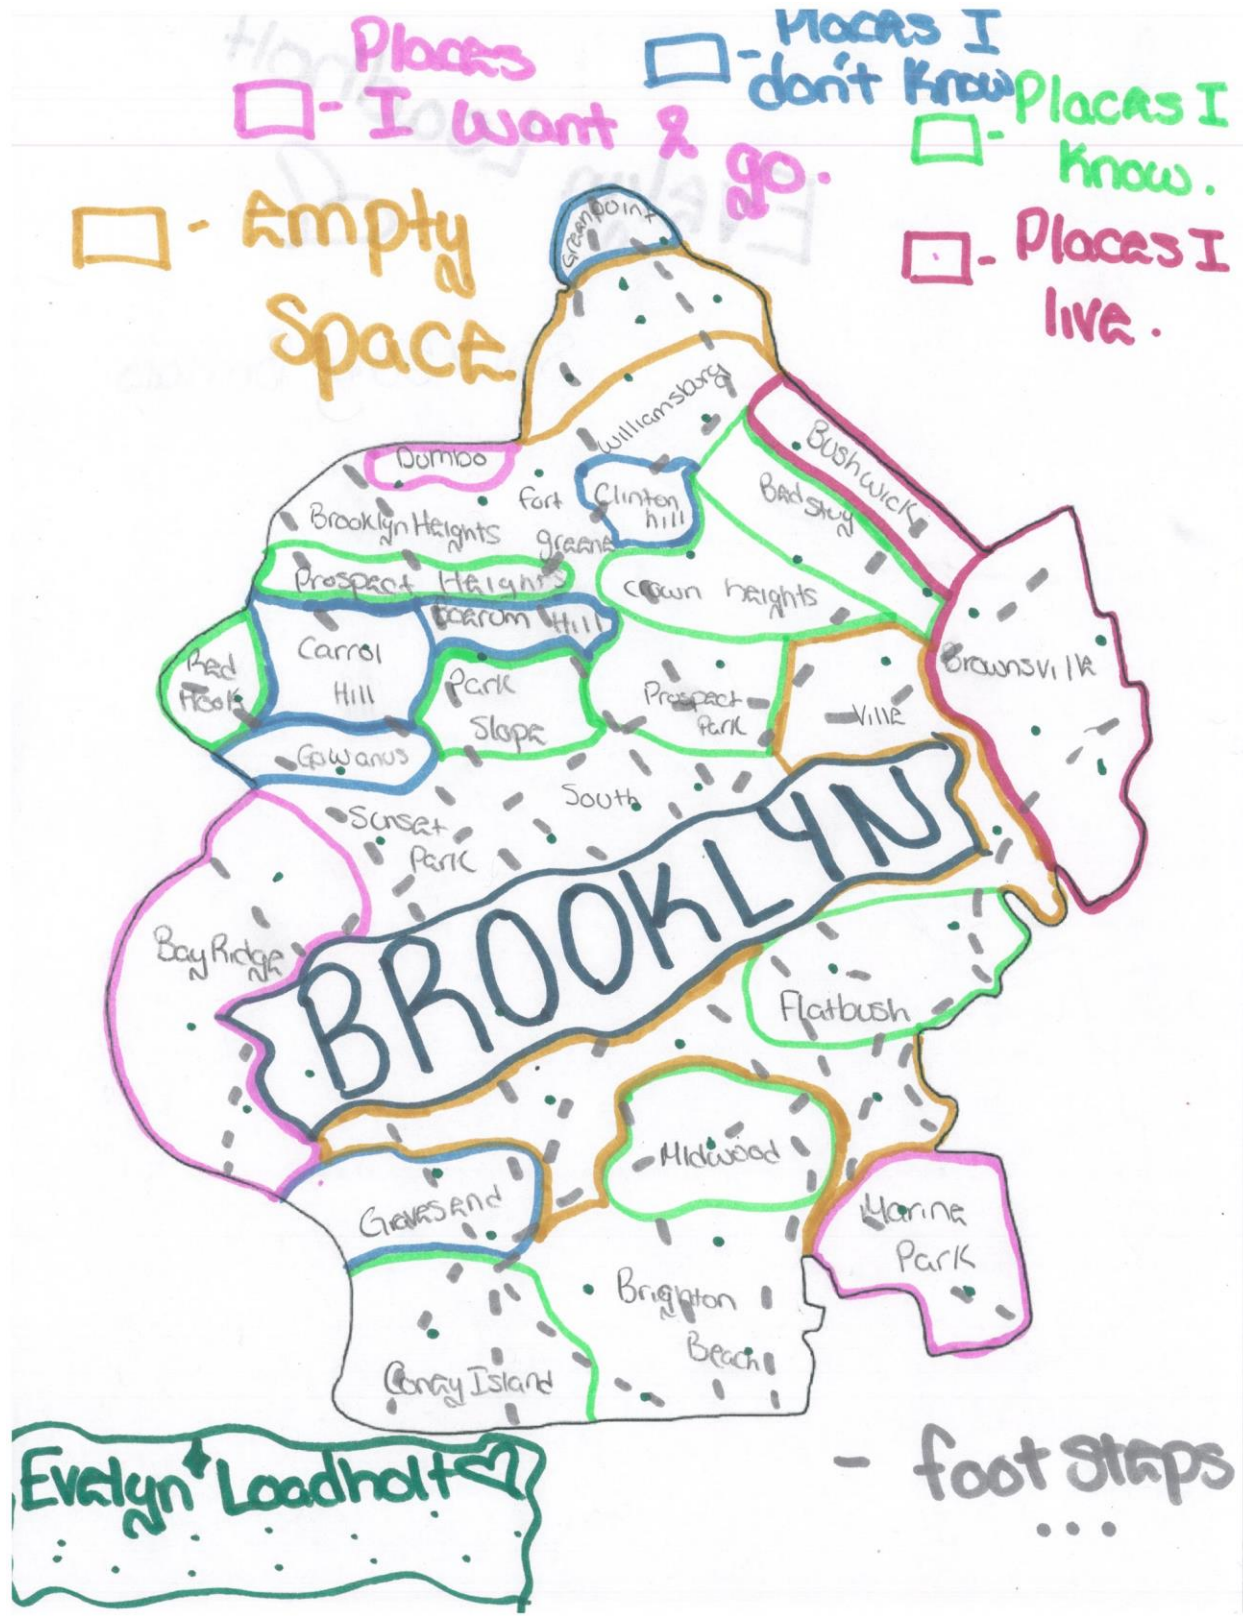 Places
- I want 2
go.
- Places I
don't know
- Places I
know.
- Empty
Space
- Places I
live.
Greenpoint
Williamsburg
Bushwick
Dumbo
Bed stuy
Fort
greene
Clinton
hill
Brooklyn Heights
Prospect Heights
crown heights
Boerum Hill
Carrol
Hill
Red
Hook
Park
Slope
Prospect
Park
Ville
Brownsville
Gowanus
South
Sunset
Park
BROOKLYN
Bay Ridge
Flatbush
Midwood
Gravesend
Marine
Park
Brighton
Beach
Coney Island
Evelyn Loadholt
- foot steps
...